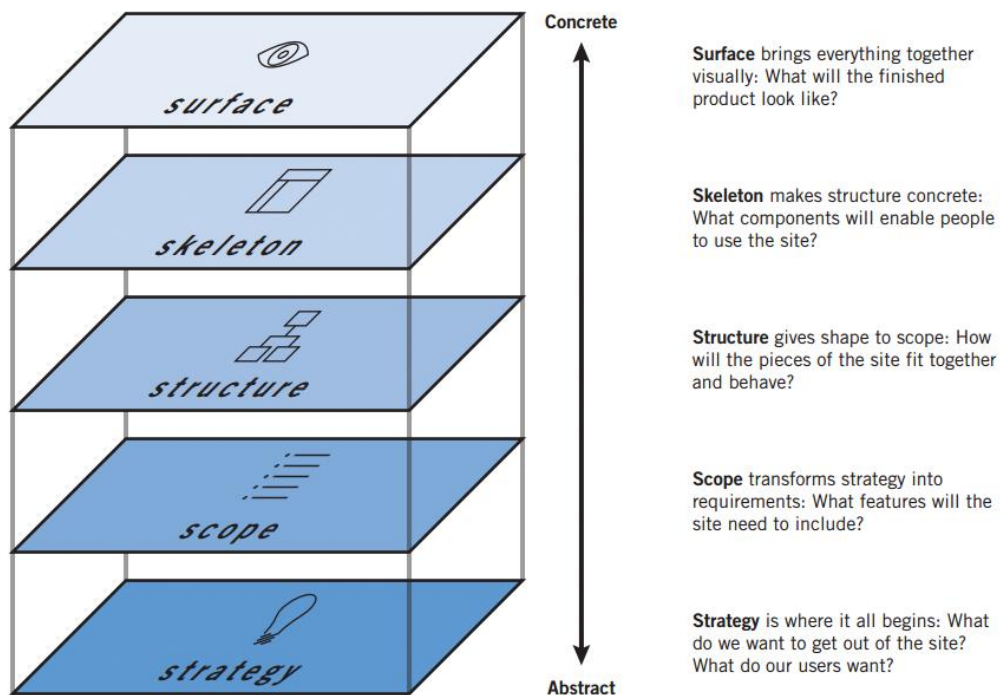 Concrete
surface
Surface brings everything together
visually: What will the finished
product look like?
skeleton
Skeleton makes structure concrete:
What components will enable people
to use the site?
structure
Structure gives shape to scope: How
will the pieces of the site fit together
and behave?
scope
Scope transforms strategy into
requirements: What features will the
site need to include?
strategy
Strategy is where it all begins: What
do we want to get out of the site?
What do our users want?
Abstract